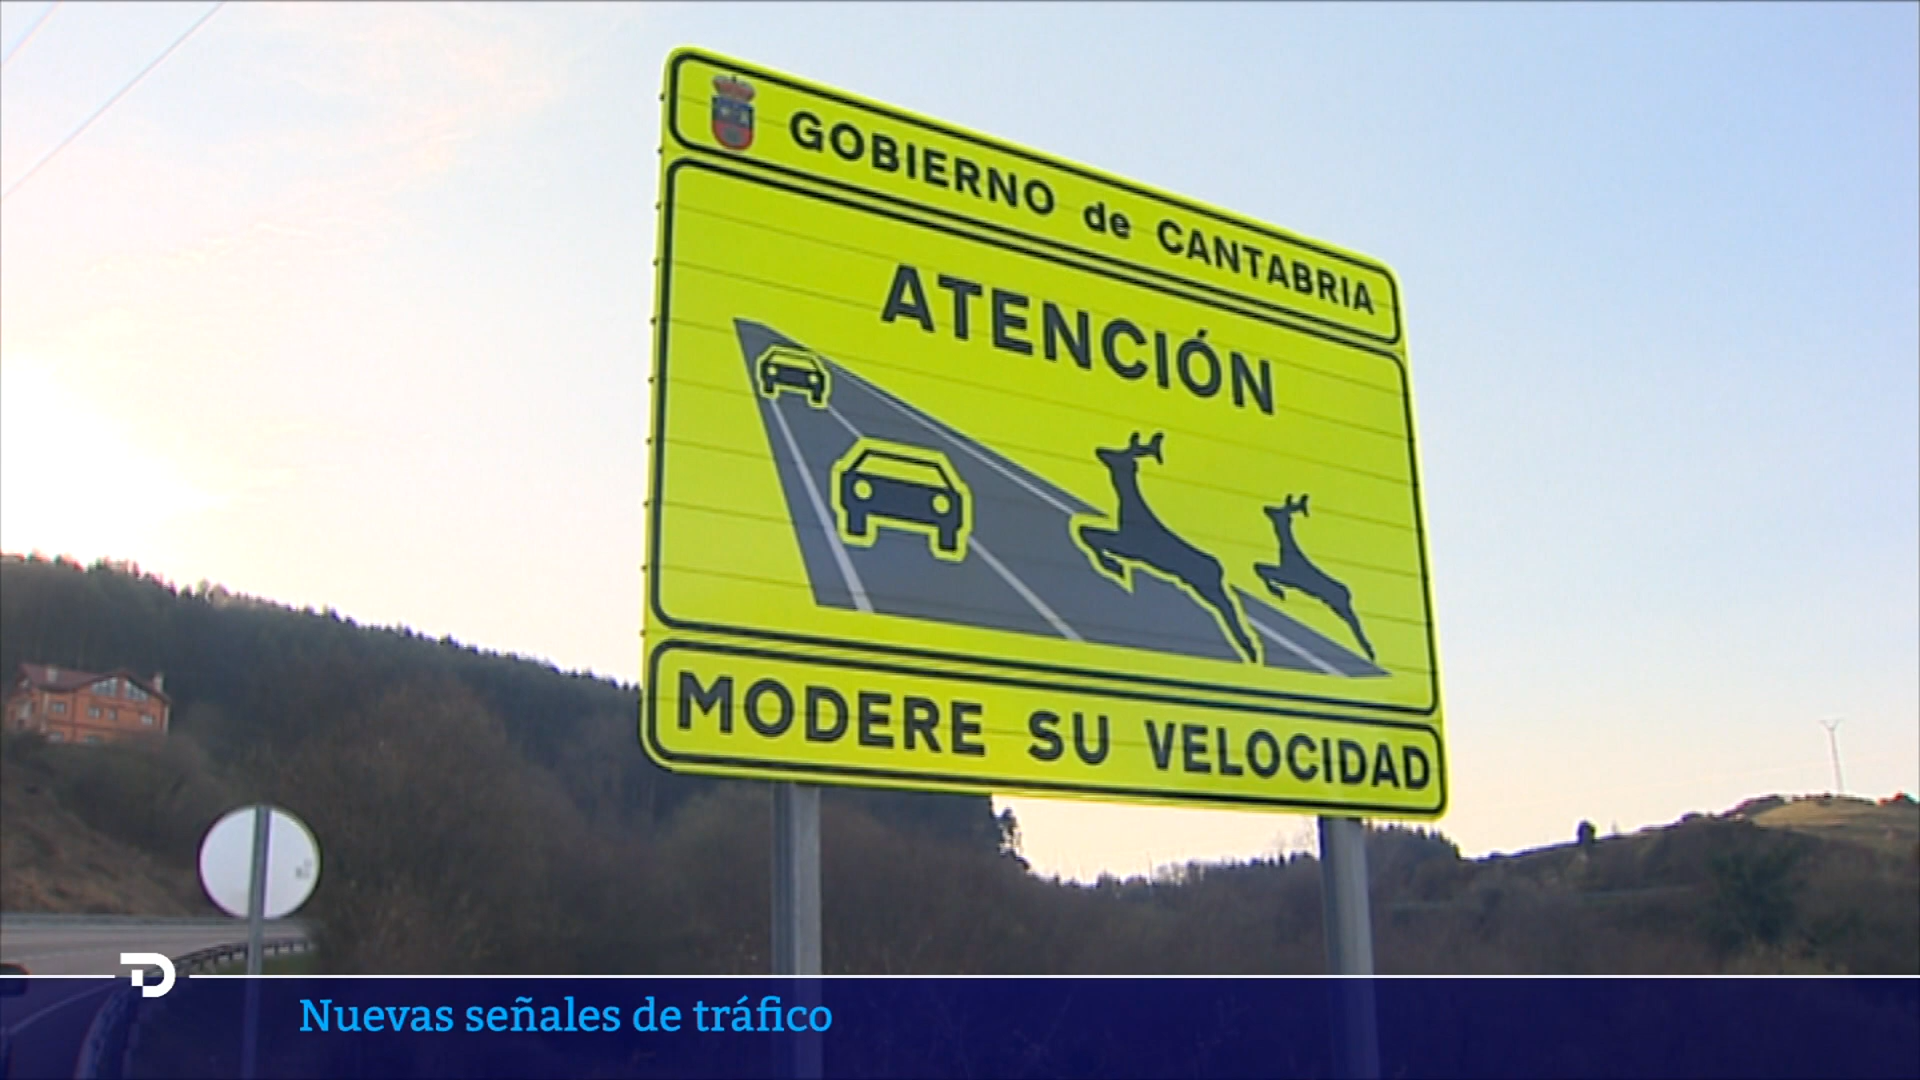 GOBIERNO de CANTABRIA
ATENCIÓN
MODERE SU VELOCIDAD
Nuevas señales de tráfico